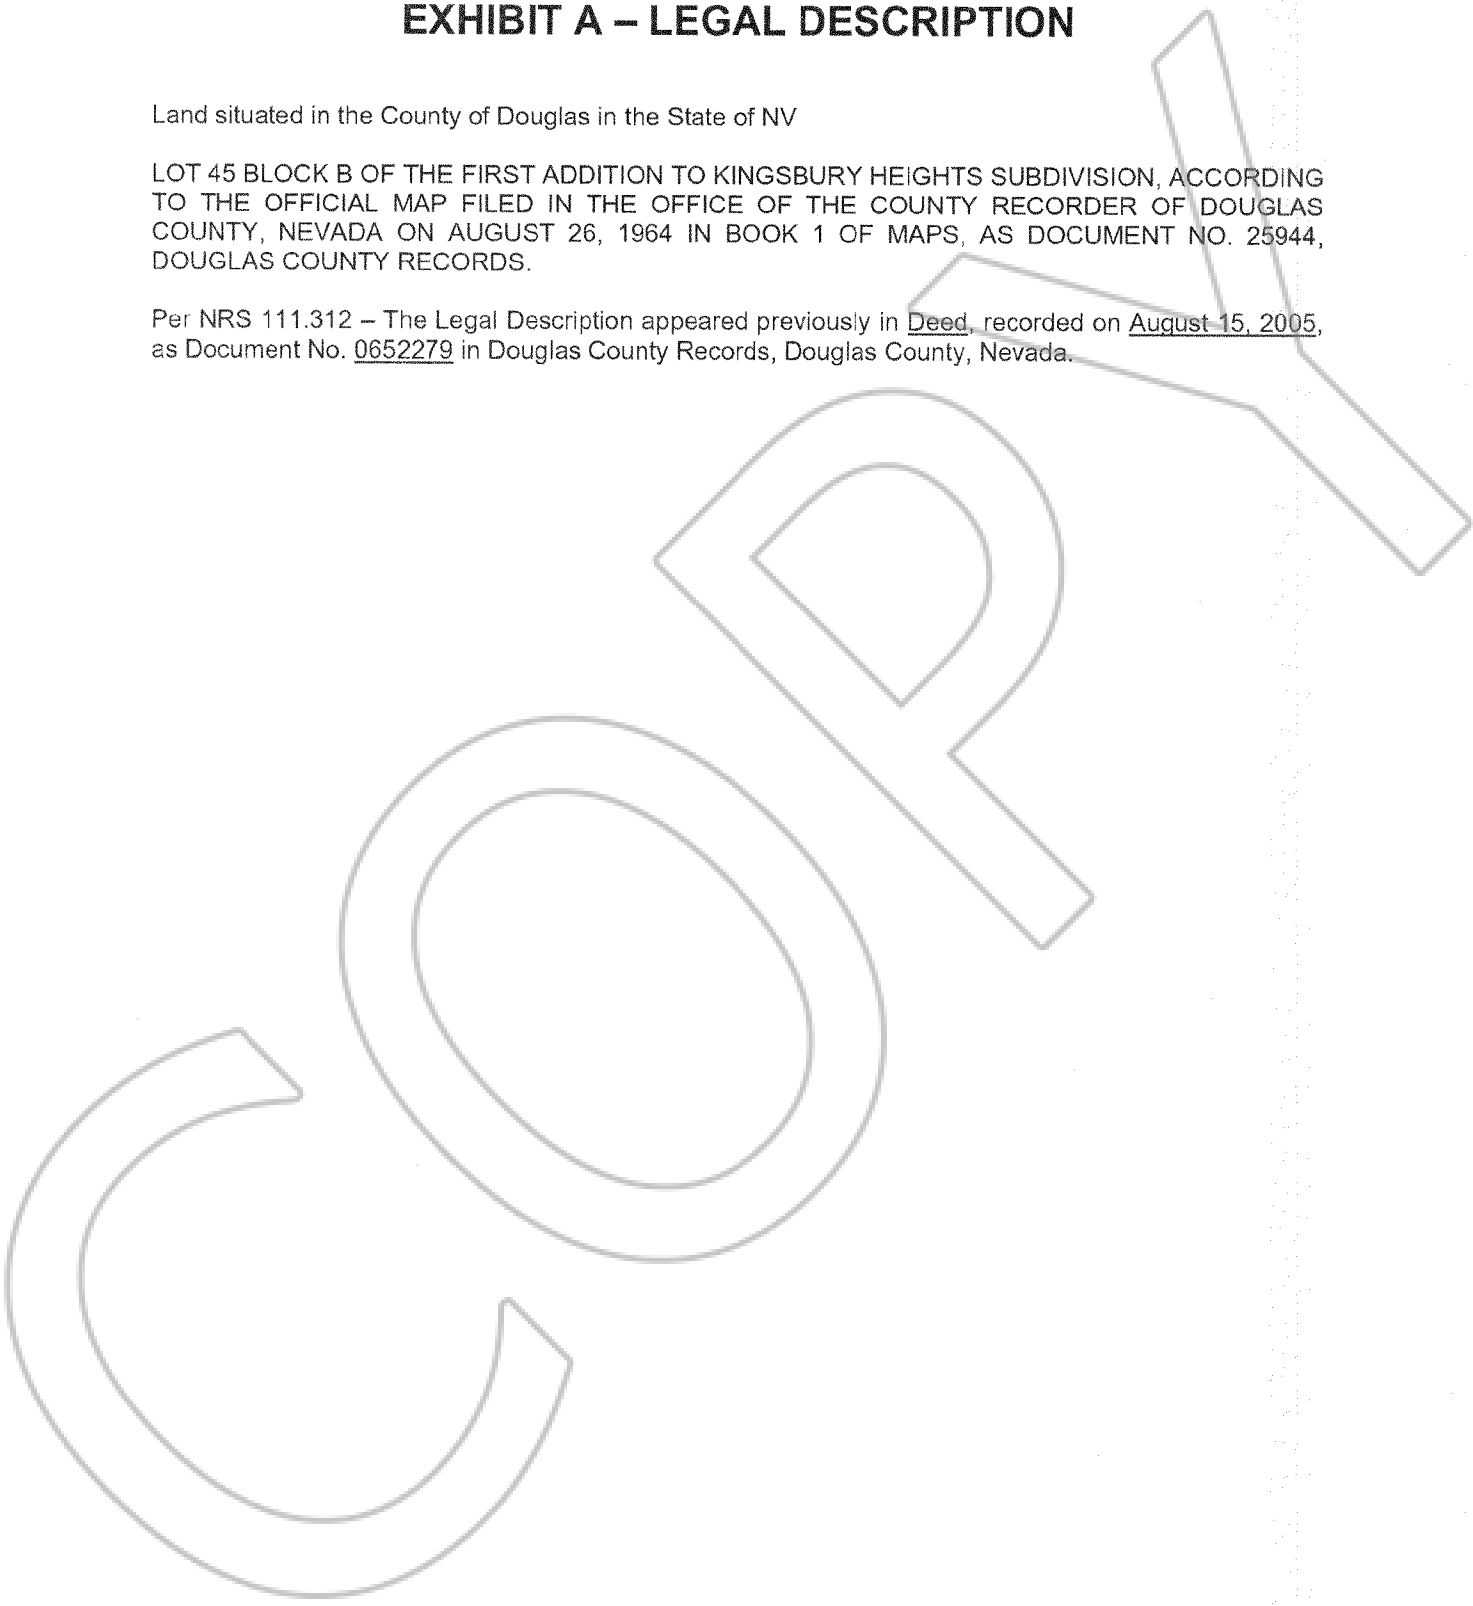 EXHIBIT A – LEGAL DESCRIPTION
Land situated in the County of Douglas in the State of NV
LOT 45 BLOCK B OF THE FIRST ADDITION TO KINGSBURY HEIGHTS SUBDIVISION, ACCORDING
TO THE OFFICIAL MAP FILED IN THE OFFICE OF THE COUNTY RECORDER OF DOUGLAS
COUNTY, NEVADA ON AUGUST 26, 1964 IN BOOK 1 OF MAPS, AS DOCUMENT NO. 25944,
DOUGLAS COUNTY RECORDS.
Per NRS 111.312 – The Legal Description appeared previously in Deed, recorded on August 15, 2005,
as Document No. 0652279 in Douglas County Records, Douglas County, Nevada.
COPY